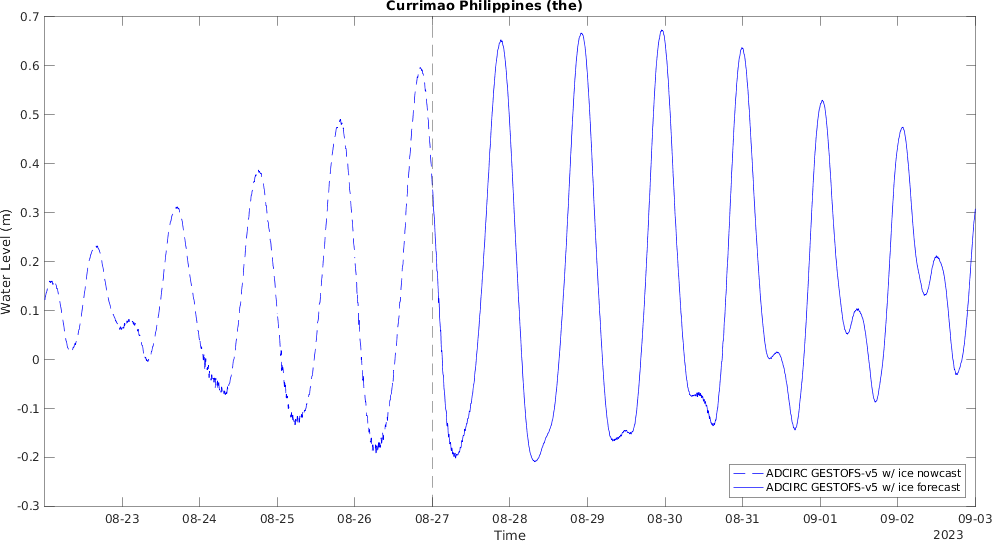 Currimao Philippines (the)
0.7
0.6
0.5
0.4
0.3
0.2
0.1
0
-0.1
-0.2
-0.3
Water Level (m)
ADCIRC GESTOFS-v5 w/ ice nowcast
ADCIRC GESTOFS-v5 w/ ice forecast
08-23 08-24 08-25 08-26 08-27 08-28 08-29 08-30 08-31 09-01 09-02 09-03
Time
2023